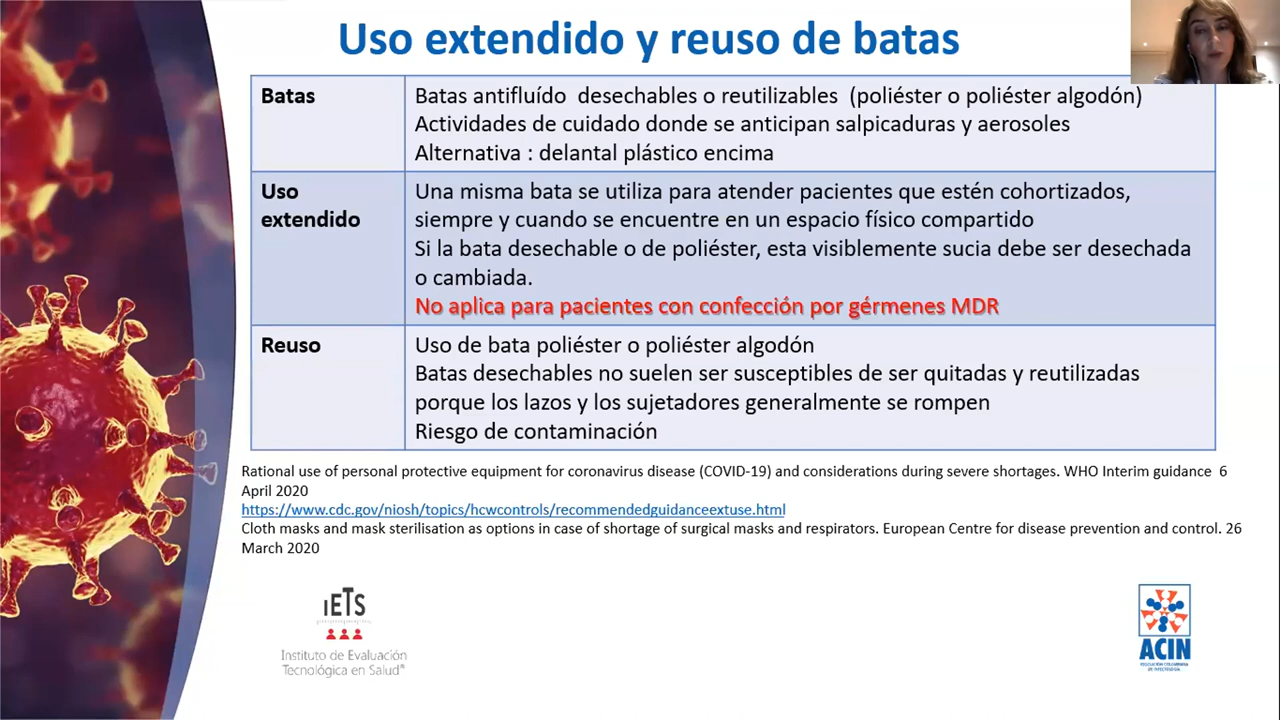 Uso extendido y reuso de batas
Batas
Batas antifluído desechables o reutilizables (poliéster o poliéster algodón)
Actividades de cuidado donde se anticipan salpicaduras y aerosoles
Alternativa : delantal plástico encima
Uso
extendido
Una misma bata se utiliza para atender pacientes que estén cohortizados,
siempre y cuando se encuentre en un espacio físico compartido
Si la bata desechable o de poliéster, esta visiblemente sucia debe ser desechada
o cambiada.
No aplica para pacientes con confección por gérmenes MDR
Reuso
Uso de bata poliéster o poliéster algodón
Batas desechables no suelen ser susceptibles de ser quitadas y reutilizadas
porque los lazos y los sujetadores generalmente se rompen
Riesgo de contaminación
Rational use of personal protective equipment for coronavirus disease (COVID-19) and considerations during severe shortages. WHO Interim guidance 6
April 2020
https://www.cdc.gov/niosh/topics/hcwcontrols/recommendedguidanceextuse.html
Cloth masks and mask sterilisation as options in case of shortage of surgical masks and respirators. European Centre for disease prevention and control. 26
March 2020
IETS
Instituto de Evaluación
Tecnológica en Salud®
ACIN
ASOCIACIÓN COLOMBIANA
DE INFECTOLOGÍA